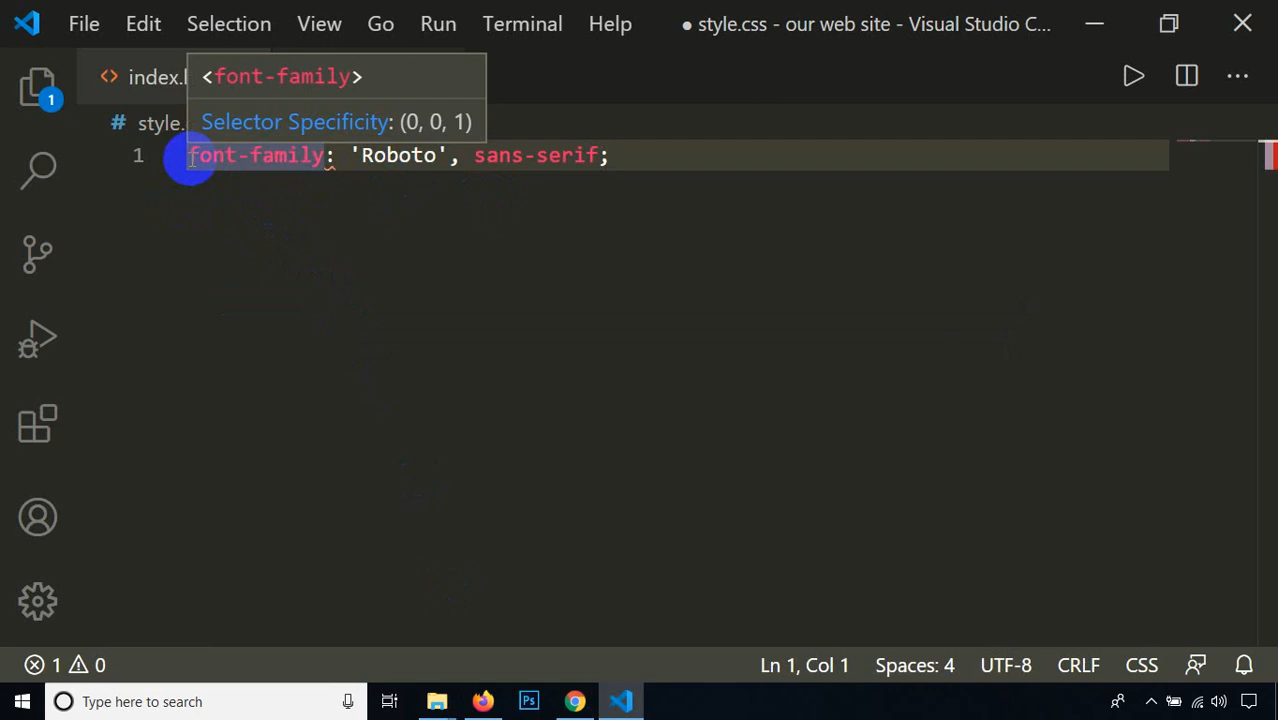 File Edit Selection View Go Run Terminal Help ● style.css - our web site - Visual Studio C...
<> index.
<font-family>
Selector Specificity: (0, 0, 1)
# style.
1 font-family: 'Roboto', sans-serif;
1 0 Ln 1, Col 1 Spaces: 4 UTF-8 CRLF CSS
Type here to search Ps
1